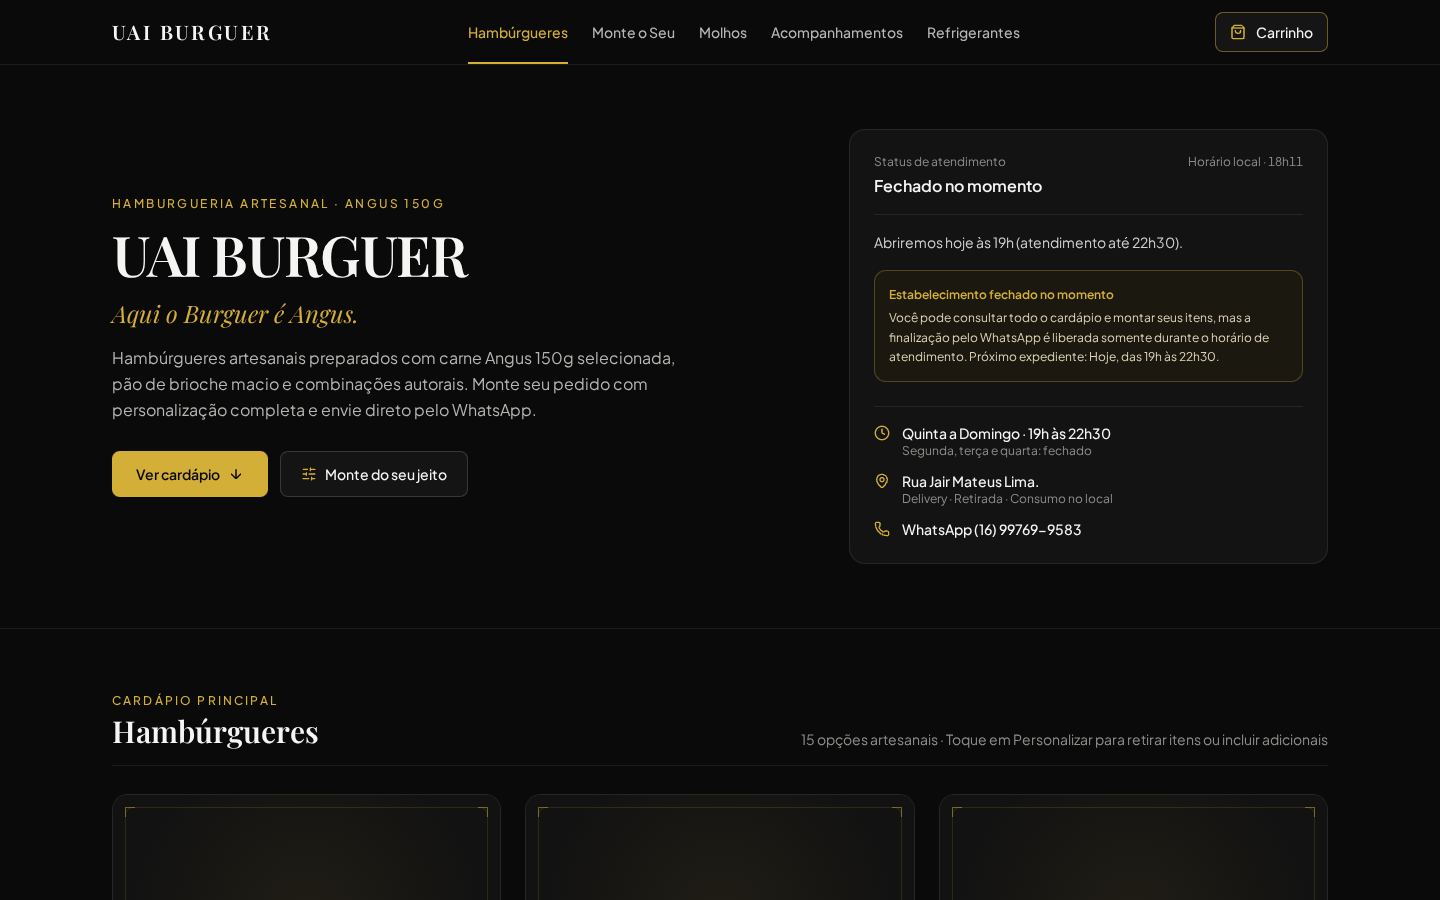 UAI BURGUER
Hambúrgueres
Monte o Seu
Molhos
Acompanhamentos
Refrigerantes
Carrinho
HAMBURGUERIA ARTESANAL · ANGUS 150G
UAI BURGUER
Aqui o Burguer é Angus.
Hambúrgueres artesanais preparados com carne Angus 150g selecionada,
pão de brioche macio e combinações autorais. Monte seu pedido com
personalização completa e envie direto pelo WhatsApp.
Ver cardápio
Monte do seu jeito
Status de atendimento
Horário local · 18h11
Fechado no momento
Abriremos hoje às 19h (atendimento até 22h30).
Estabelecimento fechado no momento
Você pode consultar todo o cardápio e montar seus itens, mas a
finalização pelo WhatsApp é liberada somente durante o horário de
atendimento. Próximo expediente: Hoje, das 19h às 22h30.
Quinta a Domingo · 19h às 22h30
Segunda, terça e quarta: fechado
Rua Jair Mateus Lima.
Delivery · Retirada · Consumo no local
WhatsApp (16) 99769-9583
CARDÁPIO PRINCIPAL
Hambúrgueres
15 opções artesanais · Toque em Personalizar para retirar itens ou incluir adicionais